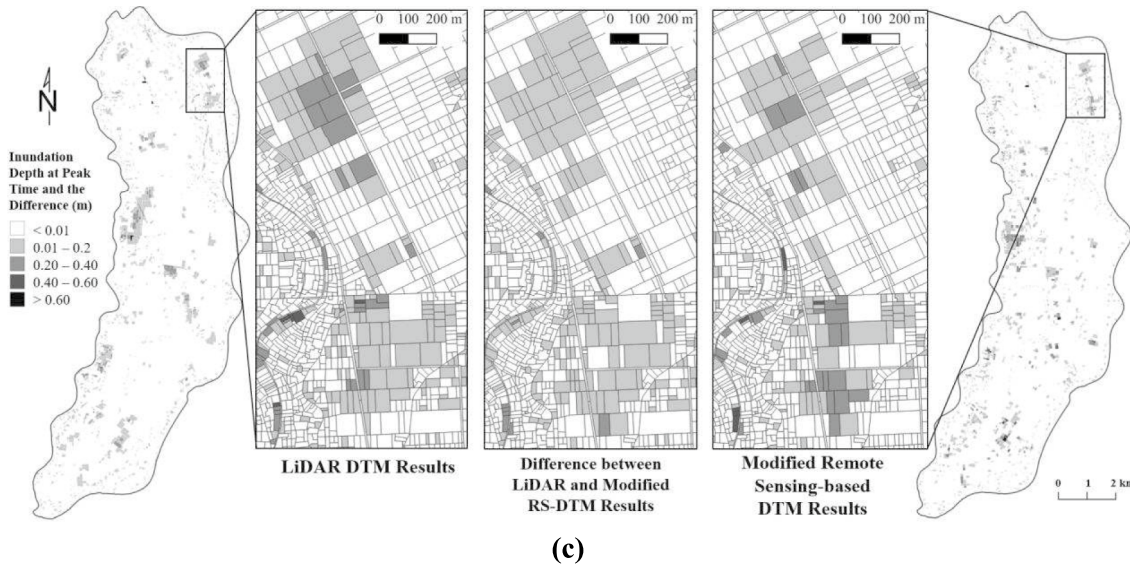 0 100 200 m
0 100 200 m
0 100 200 m
N
Inundation
Depth at Peak
Time and the
Difference (m)
< 0.01
0.01 – 0.2
0.20 – 0.40
0.40 – 0.60
> 0.60
LiDAR DTM Results
Difference between
LiDAR and Modified
RS-DTM Results
Modified Remote
Sensing-based
DTM Results
0 1 2 km
(c)